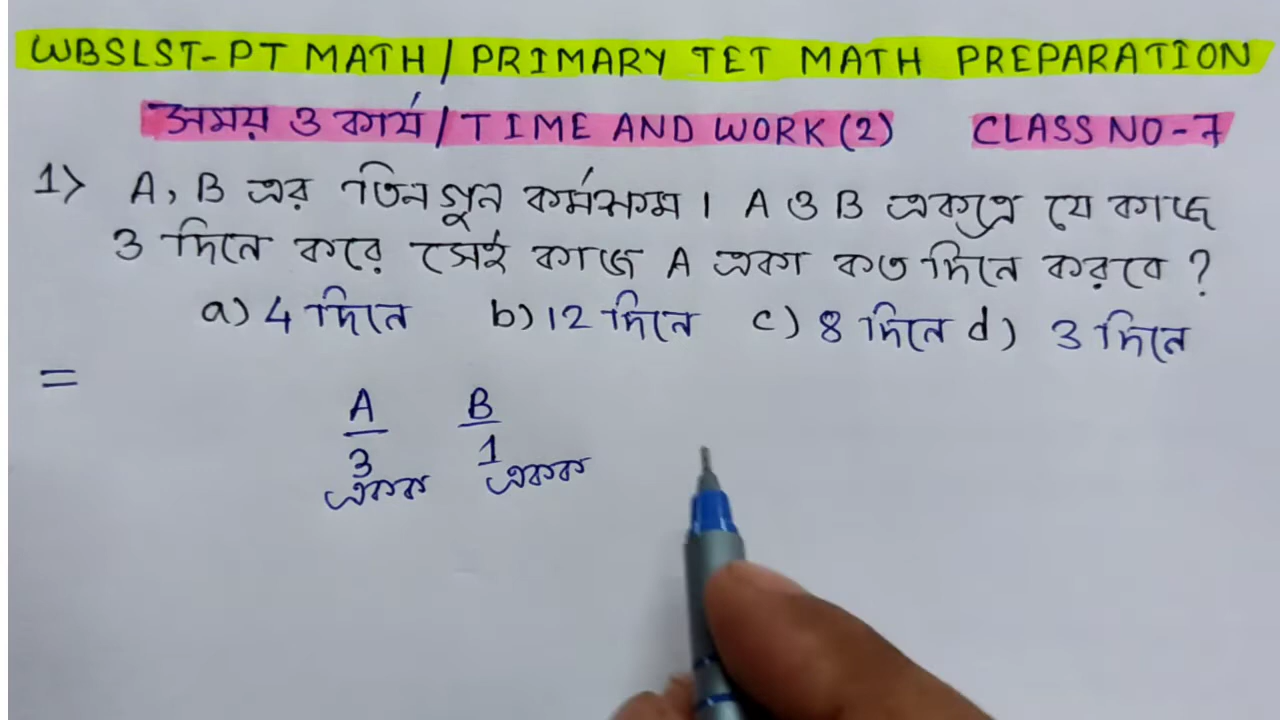 WBSLST-PT MATH / PRIMARY TET MATH PREPARATION
সময় ও কার্য / TIME AND WORK (2) CLASS NO-7
1> A, B এর তিনগুন কর্মক্ষম। A ও B একত্রে যে কাজে
3 দিনে করে সেই কাজে A একা কত দিনে করবে ?
a) 4 দিনে b) 12 দিনে c) 8 দিনে d) 3 দিনে
=
A B
3 1
একক একক